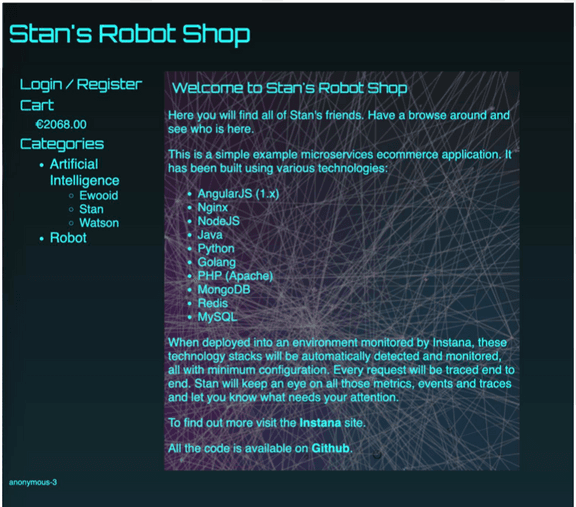 Stan's Robot Shop
Login / Register
Cart
€2068.00
Categories
• Artificial
Intelligence
○ Ewooid
○ Stan
○ Watson
• Robot
Welcome to Stan's Robot Shop
Here you will find all of Stan's friends. Have a browse around and
see who is here.
This is a simple example microservices ecommerce application. It
has been built using various technologies:
• AngularJS (1.x)
• Nginx
• NodeJS
• Java
• Python
• Golang
• PHP (Apache)
• MongoDB
• Redis
• MySQL
When deployed into an environment monitored by Instana, these
technology stacks will be automatically detected and monitored,
all with minimum configuration. Every request will be traced end to
end. Stan will keep an eye on all those metrics, events and traces
and let you know what needs your attention.
To find out more visit the Instana site.
All the code is available on Github.
anonymous-3